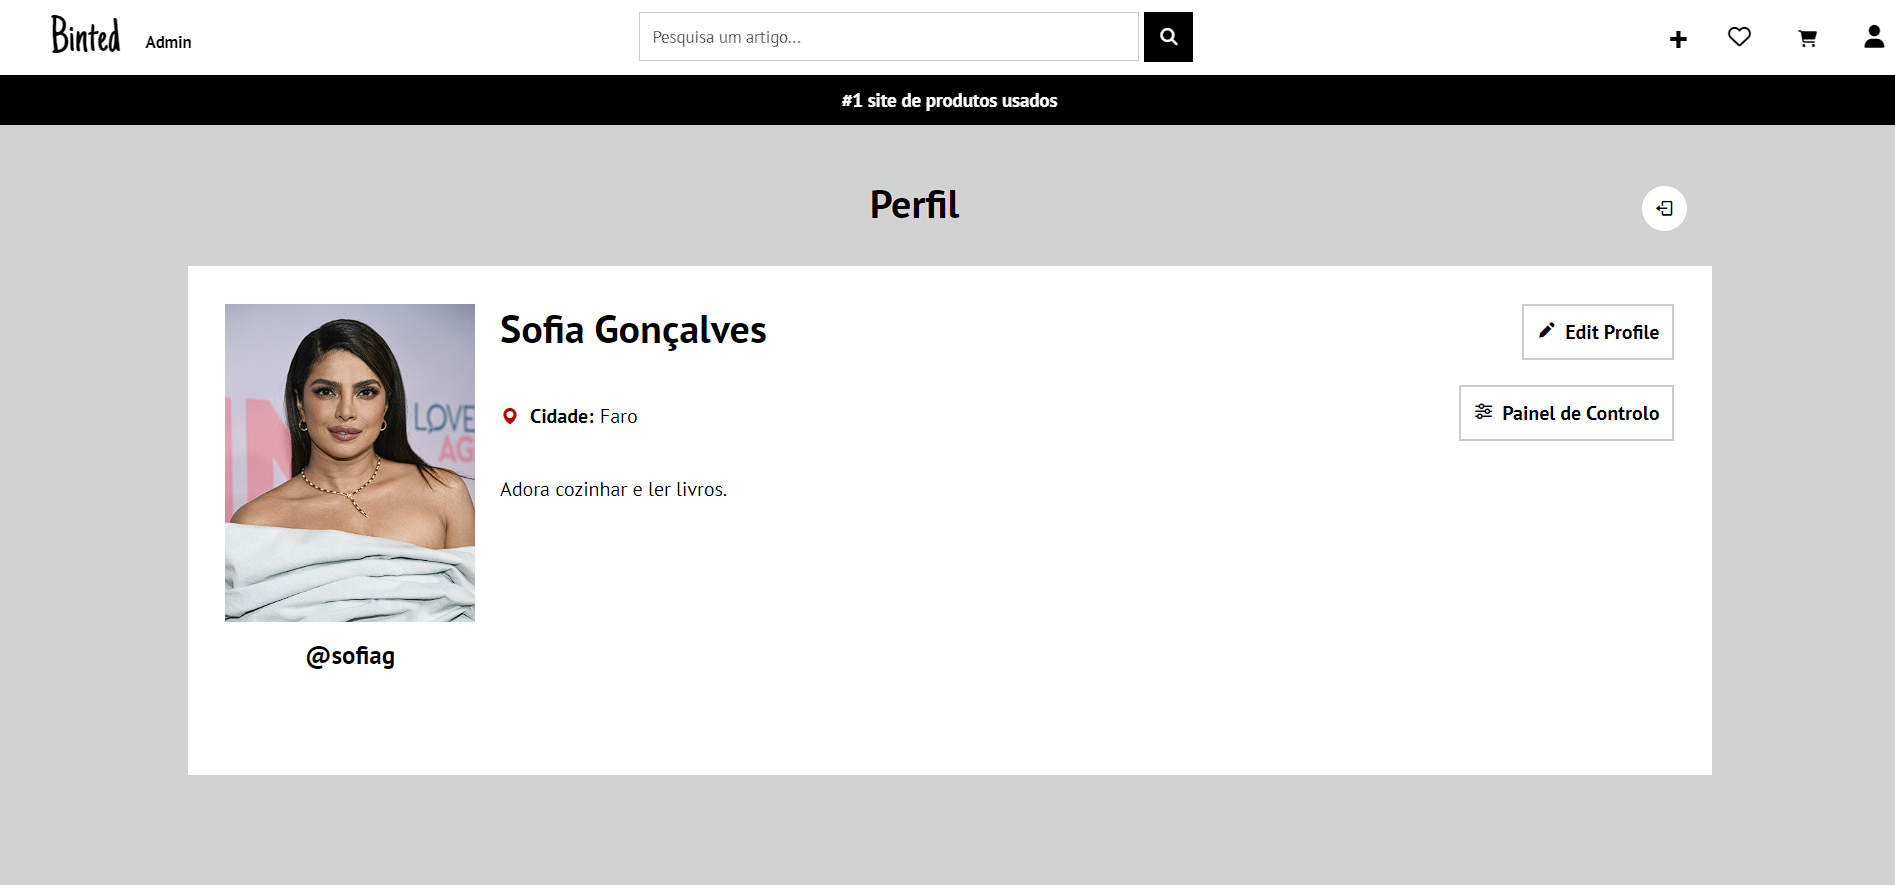 Binted
Admin
Pesquisa um artigo...
#1 site de produtos usados
Perfil
Sofia Gonçalves
Edit Profile
Cidade: Faro
Painel de Controlo
Adora cozinhar e ler livros.
LOVE
AG
@sofiag